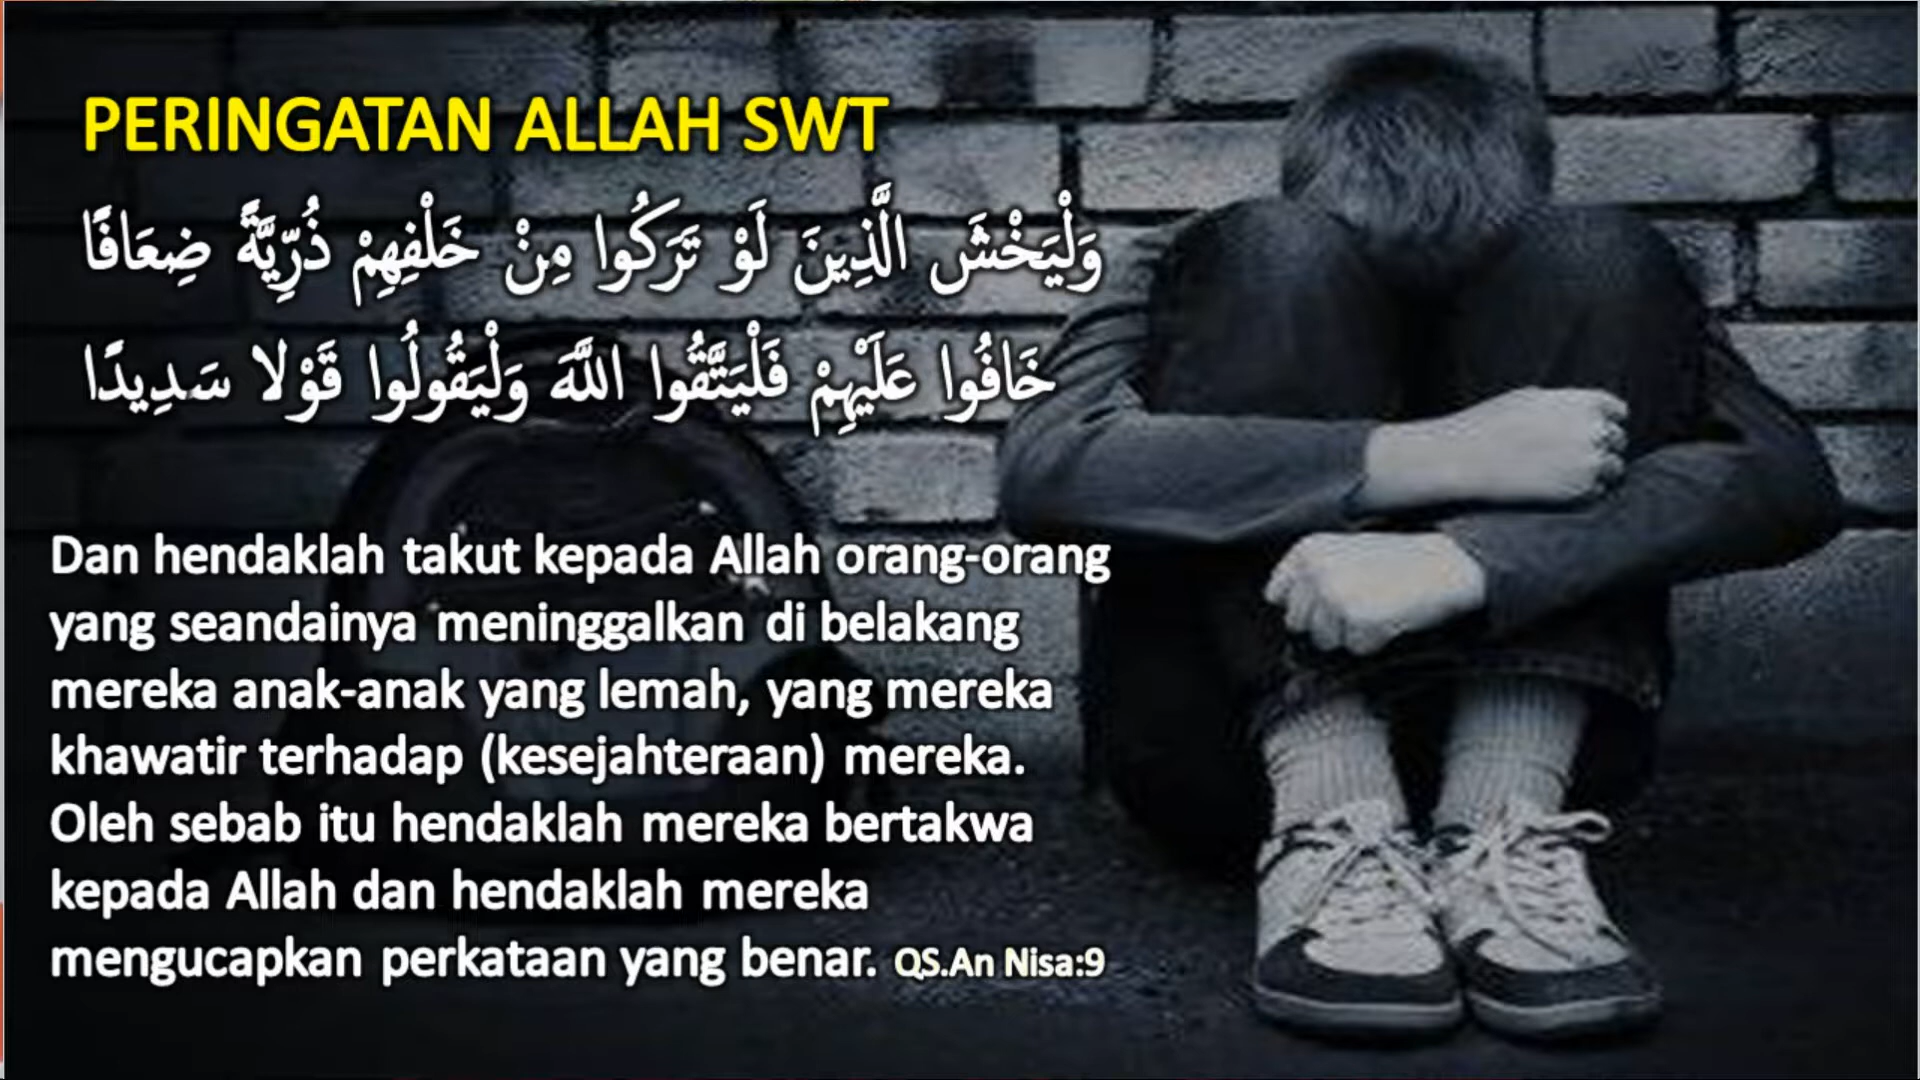 PERINGATAN ALLAH SWT
وَلْيَخْشَ الَّذِينَ لَوْ تَرَكُوا مِنْ خَلْفِهِمْ ذُرِّيَّةً ضِعَافًا
خَافُوا عَلَيْهِمْ فَلْيَتَّقُوا اللَّهَ وَلْيَقُولُوا قَوْلا سَدِيدًا
Dan hendaklah takut kepada Allah orang-orang
yang seandainya meninggalkan di belakang
mereka anak-anak yang lemah, yang mereka
khawatir terhadap (kesejahteraan) mereka.
Oleh sebab itu hendaklah mereka bertakwa
kepada Allah dan hendaklah mereka
mengucapkan perkataan yang benar. QS.An Nisa:9